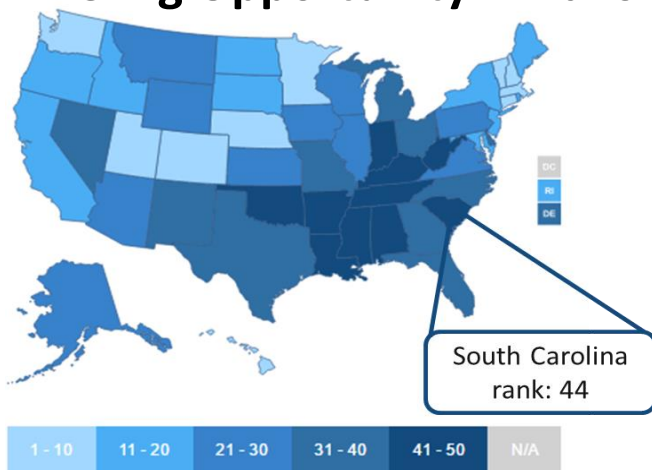 DC
RI
DE
South Carolina
rank: 44
1 - 10 11 - 20 21 - 30 31 - 40 41 - 50 N/A